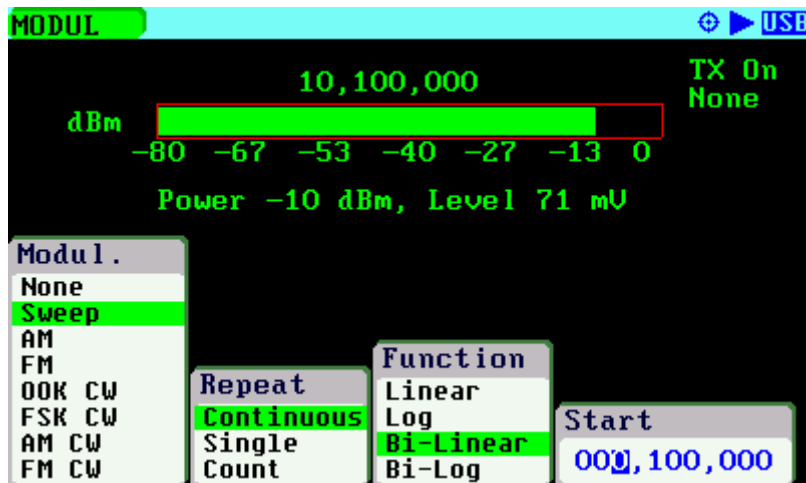 MODUL USB
10,100,000
TX On
None
dBm
-80 -67 -53 -40 -27 -13 0
Power -10 dBm, Level 71 mV
Modul.
None
Sweep
AM
FM
OOK CW
FSK CW
AM CW
FM CW
Repeat
Continuous
Single
Count
Function
Linear
Log
Bi-Linear
Bi-Log
Start
000,100,000